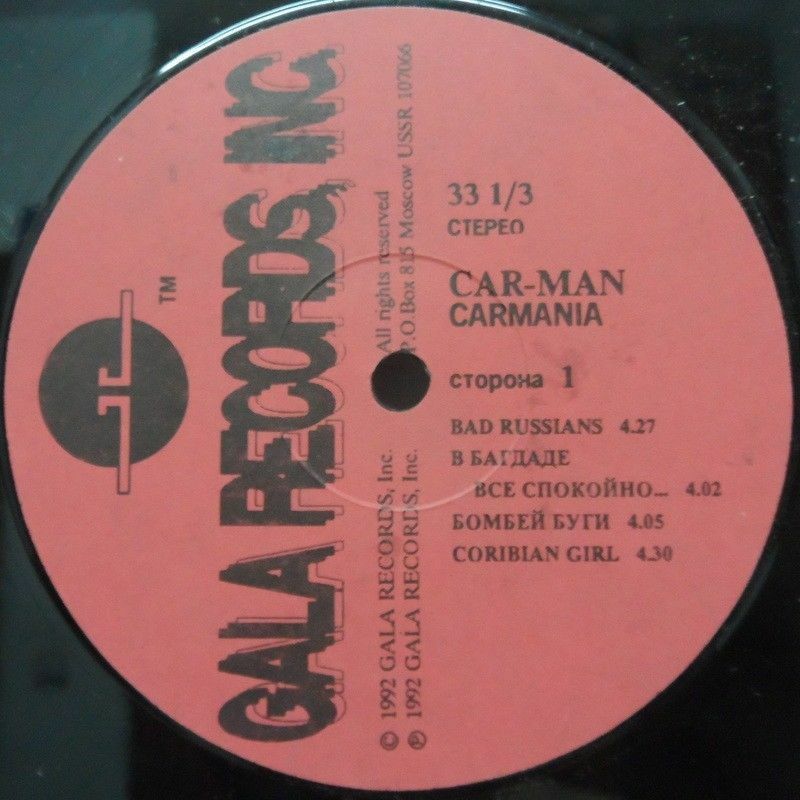 GALA RECORDS, INC.
TM
All rights reserved
P.O.Box 815 Moscow USSR 107066
© 1992 GALA RECORDS, Inc.
℗ 1992 GALA RECORDS, Inc.
33 1/3
СТЕРЕО
CAR-MAN
CARMANIA
сторона 1
BAD RUSSIANS 4.27
В БАГДАДЕ
ВСЕ СПОКОЙНО... 4.02
БОМБЕЙ БУГИ 4.05
CORIBIAN GIRL 4.30